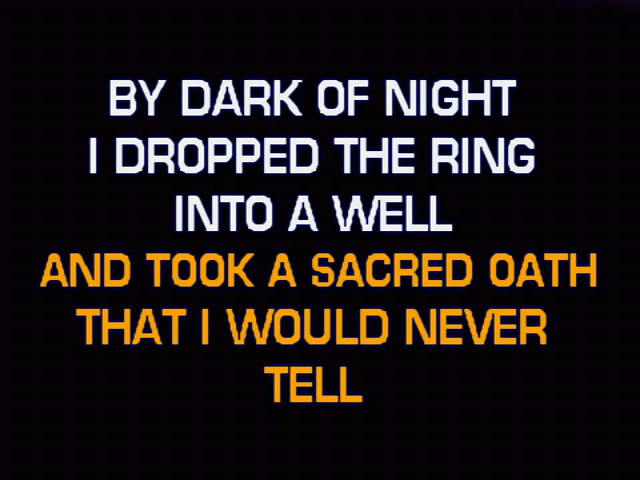 BY DARK OF NIGHT
I DROPPED THE RING
INTO A WELL
AND TOOK A SACRED OATH
THAT I WOULD NEVER
TELL